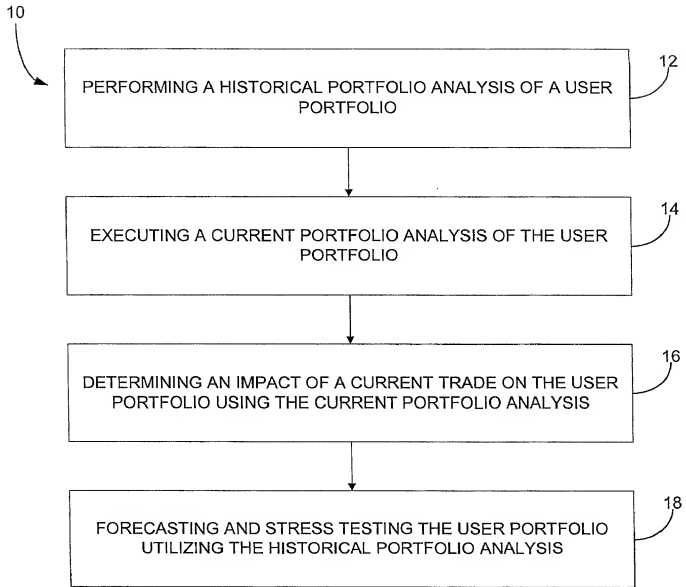 10
12
PERFORMING A HISTORICAL PORTFOLIO ANALYSIS OF A USER
PORTFOLIO
14
EXECUTING A CURRENT PORTFOLIO ANALYSIS OF THE USER
PORTFOLIO
16
DETERMINING AN IMPACT OF A CURRENT TRADE ON THE USER
PORTFOLIO USING THE CURRENT PORTFOLIO ANALYSIS
18
FORECASTING AND STRESS TESTING THE USER PORTFOLIO
UTILIZING THE HISTORICAL PORTFOLIO ANALYSIS